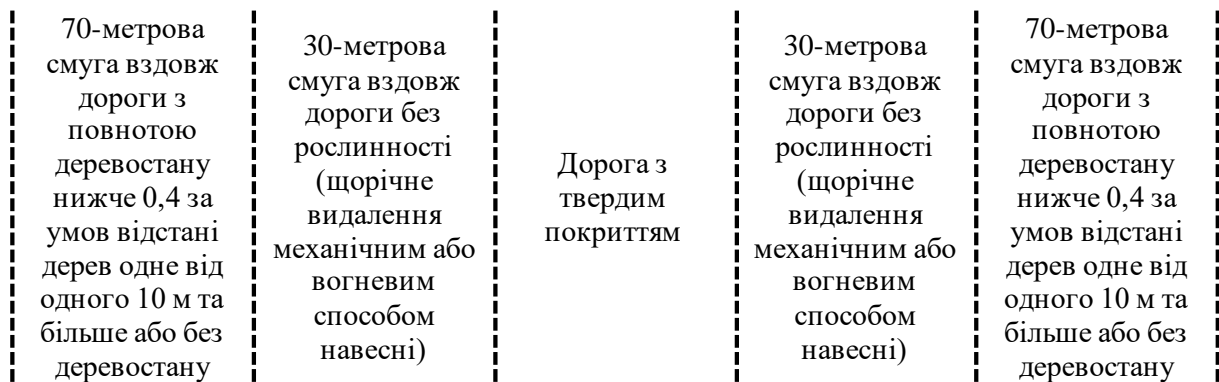 70-метрова
смуга вздовж
дороги з
повнотою
деревостану
нижче 0,4 за
умов відстані
дерев одне від
одного 10 м та
більше або без
деревостану
30-метрова
смуга вздовж
дороги без
рослинності
(щорічне
видалення
механічним або
вогневим
способом
навесні)
Дорога з
твердим
покриттям
30-метрова
смуга вздовж
дороги без
рослинності
(щорічне
видалення
механічним або
вогневим
способом
навесні)
70-метрова
смуга вздовж
дороги з
повнотою
деревостану
нижче 0,4 за
умов відстані
дерев одне від
одного 10 м та
більше або без
деревостану